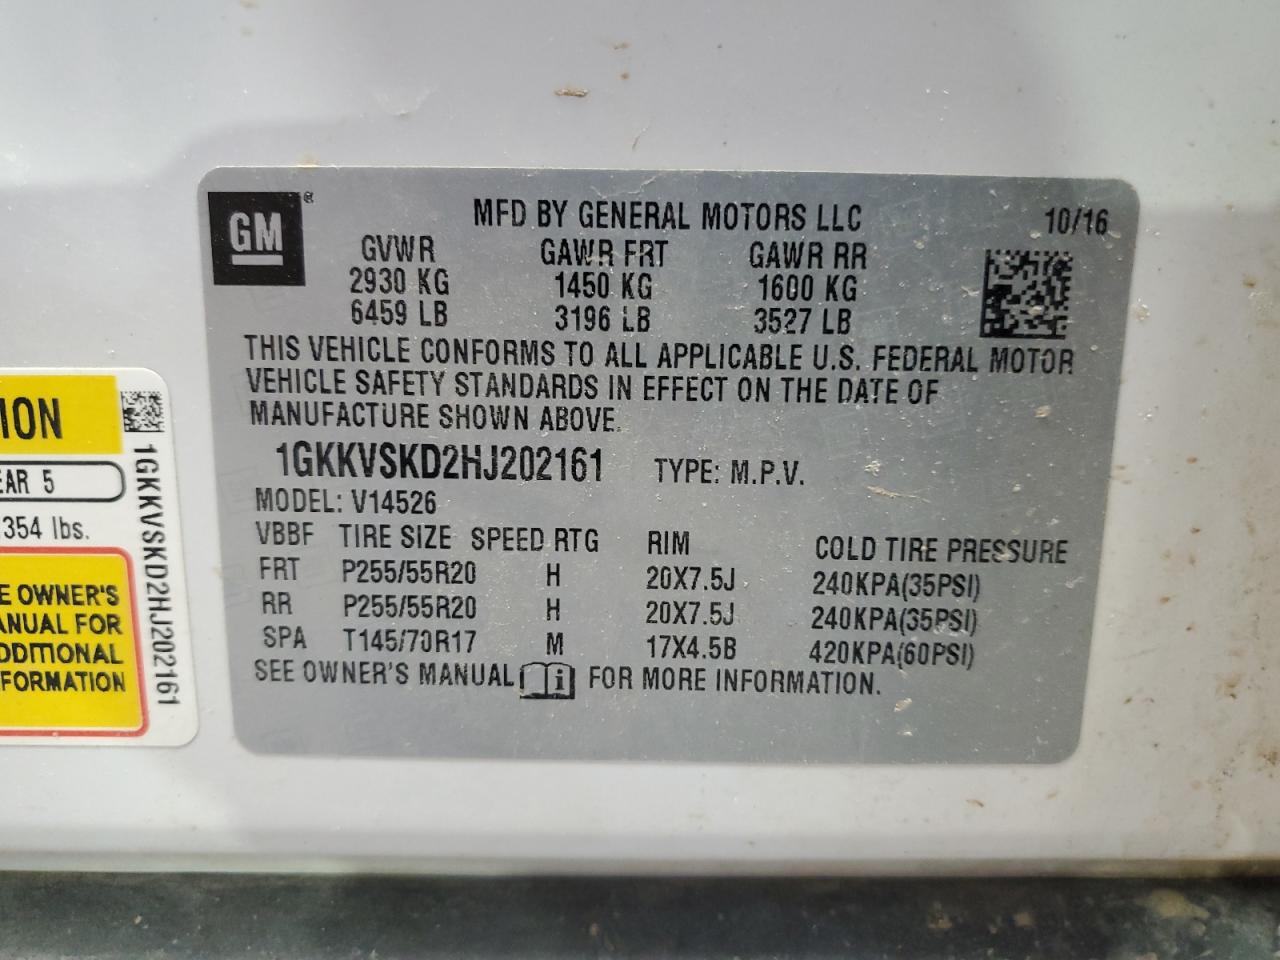 GM ®
MFD BY GENERAL MOTORS LLC 10/16
GVWR GAWR FRT GAWR RR
2930 KG 1450 KG 1600 KG
6459 LB 3196 LB 3527 LB
THIS VEHICLE CONFORMS TO ALL APPLICABLE U.S. FEDERAL MOTOR
VEHICLE SAFETY STANDARDS IN EFFECT ON THE DATE OF
MANUFACTURE SHOWN ABOVE.
1GKKVSKD2HJ202161 TYPE: M.P.V.
MODEL: V14526
VBBF TIRE SIZE SPEED RTG RIM COLD TIRE PRESSURE
FRT P255/55R20 H 20X7.5J 240KPA(35PSI)
RR P255/55R20 H 20X7.5J 240KPA(35PSI)
SPA T145/70R17 M 17X4.5B 420KPA(60PSI)
SEE OWNER'S MANUAL i FOR MORE INFORMATION.
ION
EAR 5
354 lbs.
E OWNER'S
ANUAL FOR
DDITIONAL
FORMATION
1GKKVSKD2HJ202161